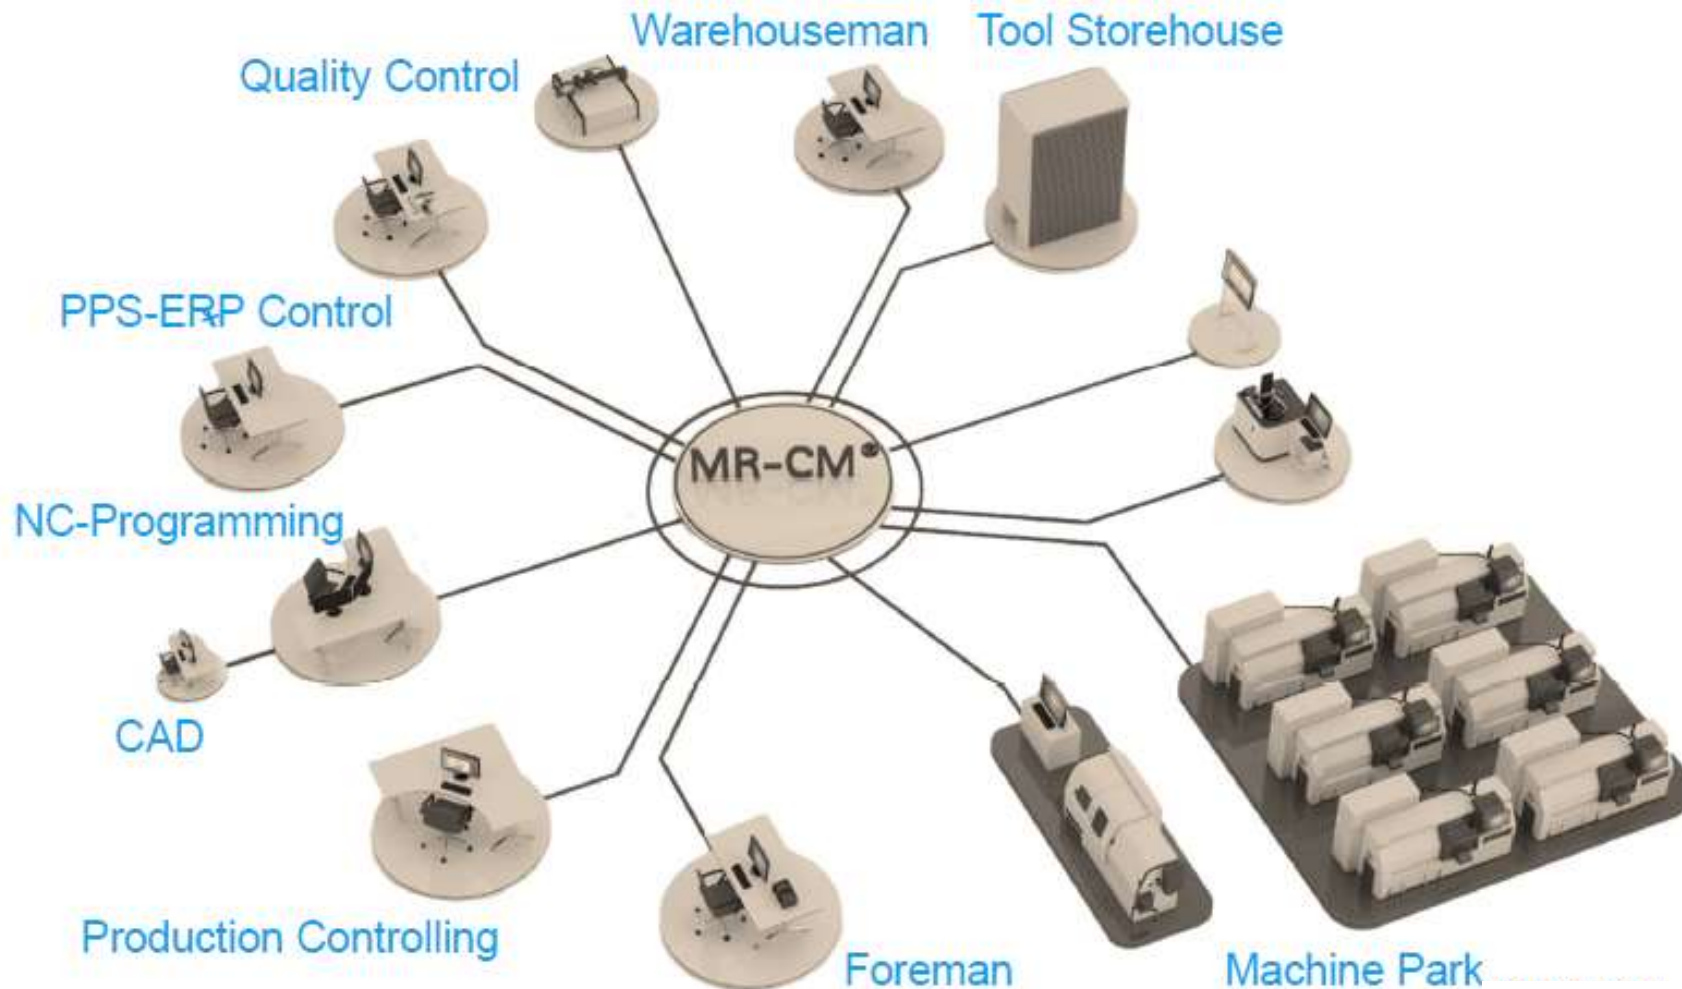 Warehouseman
Tool Storehouse
Quality Control
PPS-ERP Control
MR-CM®
NC-Programming
CAD
Production Controlling
Foreman
Machine Park